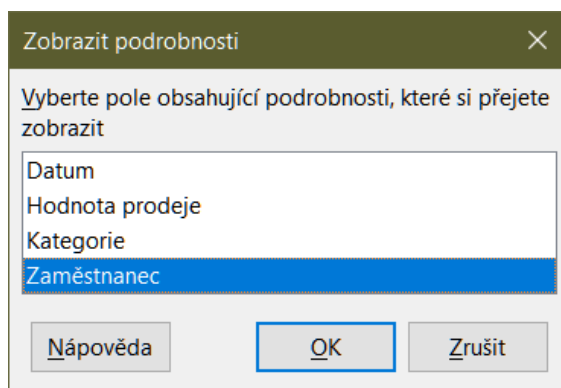 Zobrazit podrobnosti
Vyberte pole obsahující podrobnosti, které si přejete
zobrazit
Datum
Hodnota prodeje
Kategorie
Zaměstnanec
Nápověda
OK
Zrušit